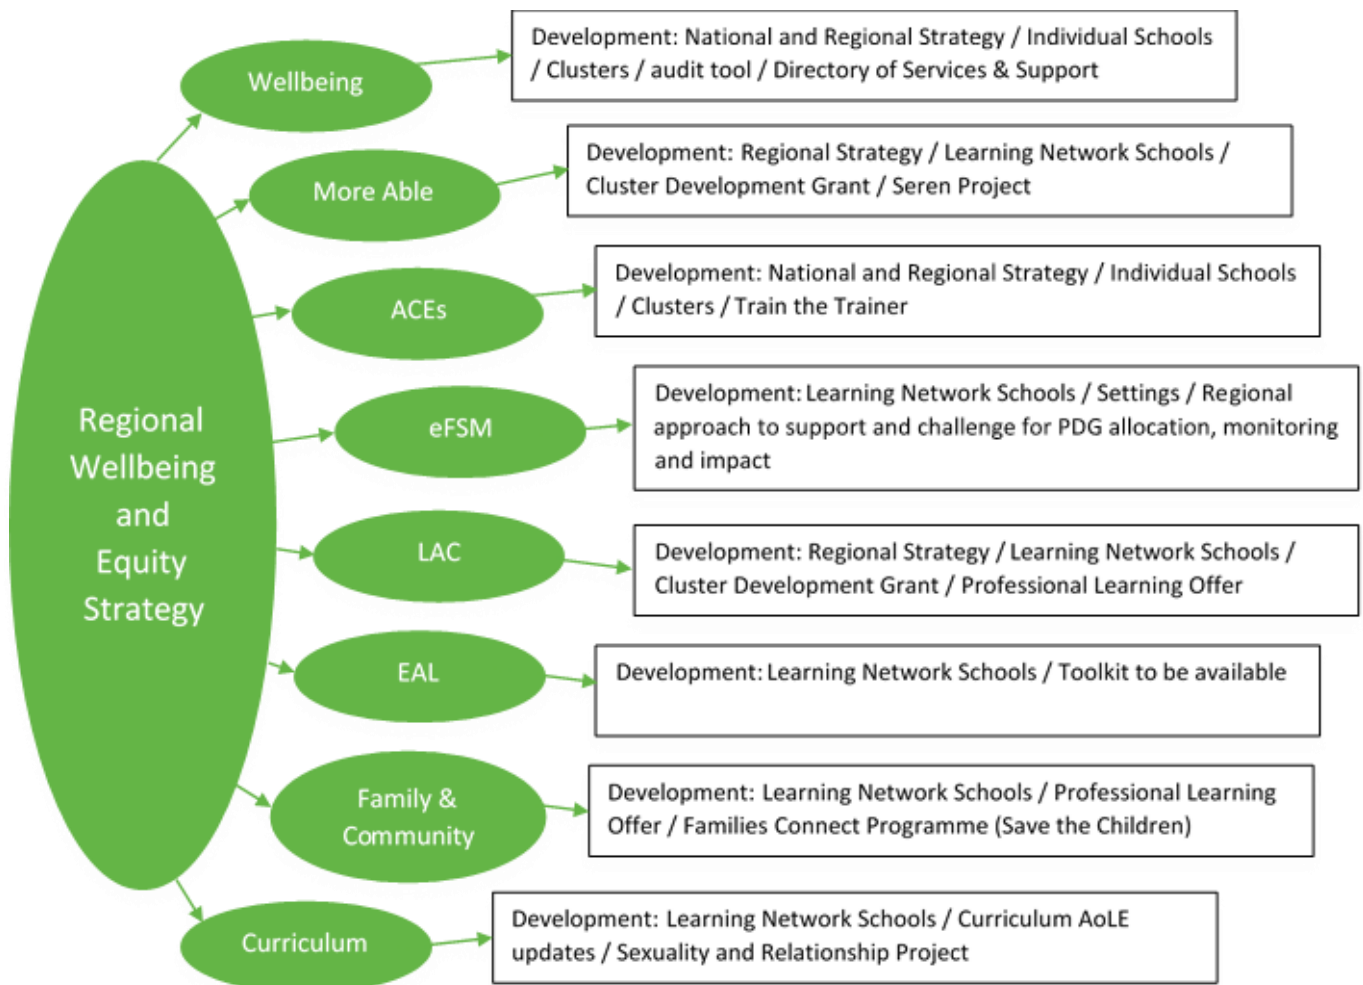 Regional
Wellbeing
and
Equity
Strategy
Wellbeing
Development: National and Regional Strategy / Individual Schools
/ Clusters / audit tool / Directory of Services & Support
More Able
Development: Regional Strategy / Learning Network Schools /
Cluster Development Grant / Seren Project
ACEs
Development: National and Regional Strategy / Individual Schools
/ Clusters / Train the Trainer
eFSM
Development: Learning Network Schools / Settings / Regional
approach to support and challenge for PDG allocation, monitoring
and impact
LAC
Development: Regional Strategy / Learning Network Schools /
Cluster Development Grant / Professional Learning Offer
EAL
Development: Learning Network Schools / Toolkit to be available
Family &
Community
Development: Learning Network Schools / Professional Learning
Offer / Families Connect Programme (Save the Children)
Curriculum
Development: Learning Network Schools / Curriculum AoLE
updates / Sexuality and Relationship Project